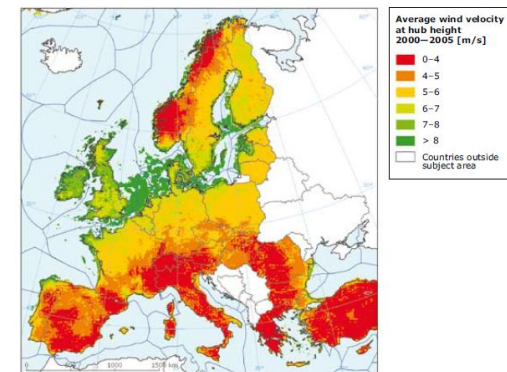 Average wind velocity
at hub height
2000—2005 [m/s]
0–4
4–5
5–6
6–7
7–8
> 8
Countries outside
subject area
0 1000 1500 km